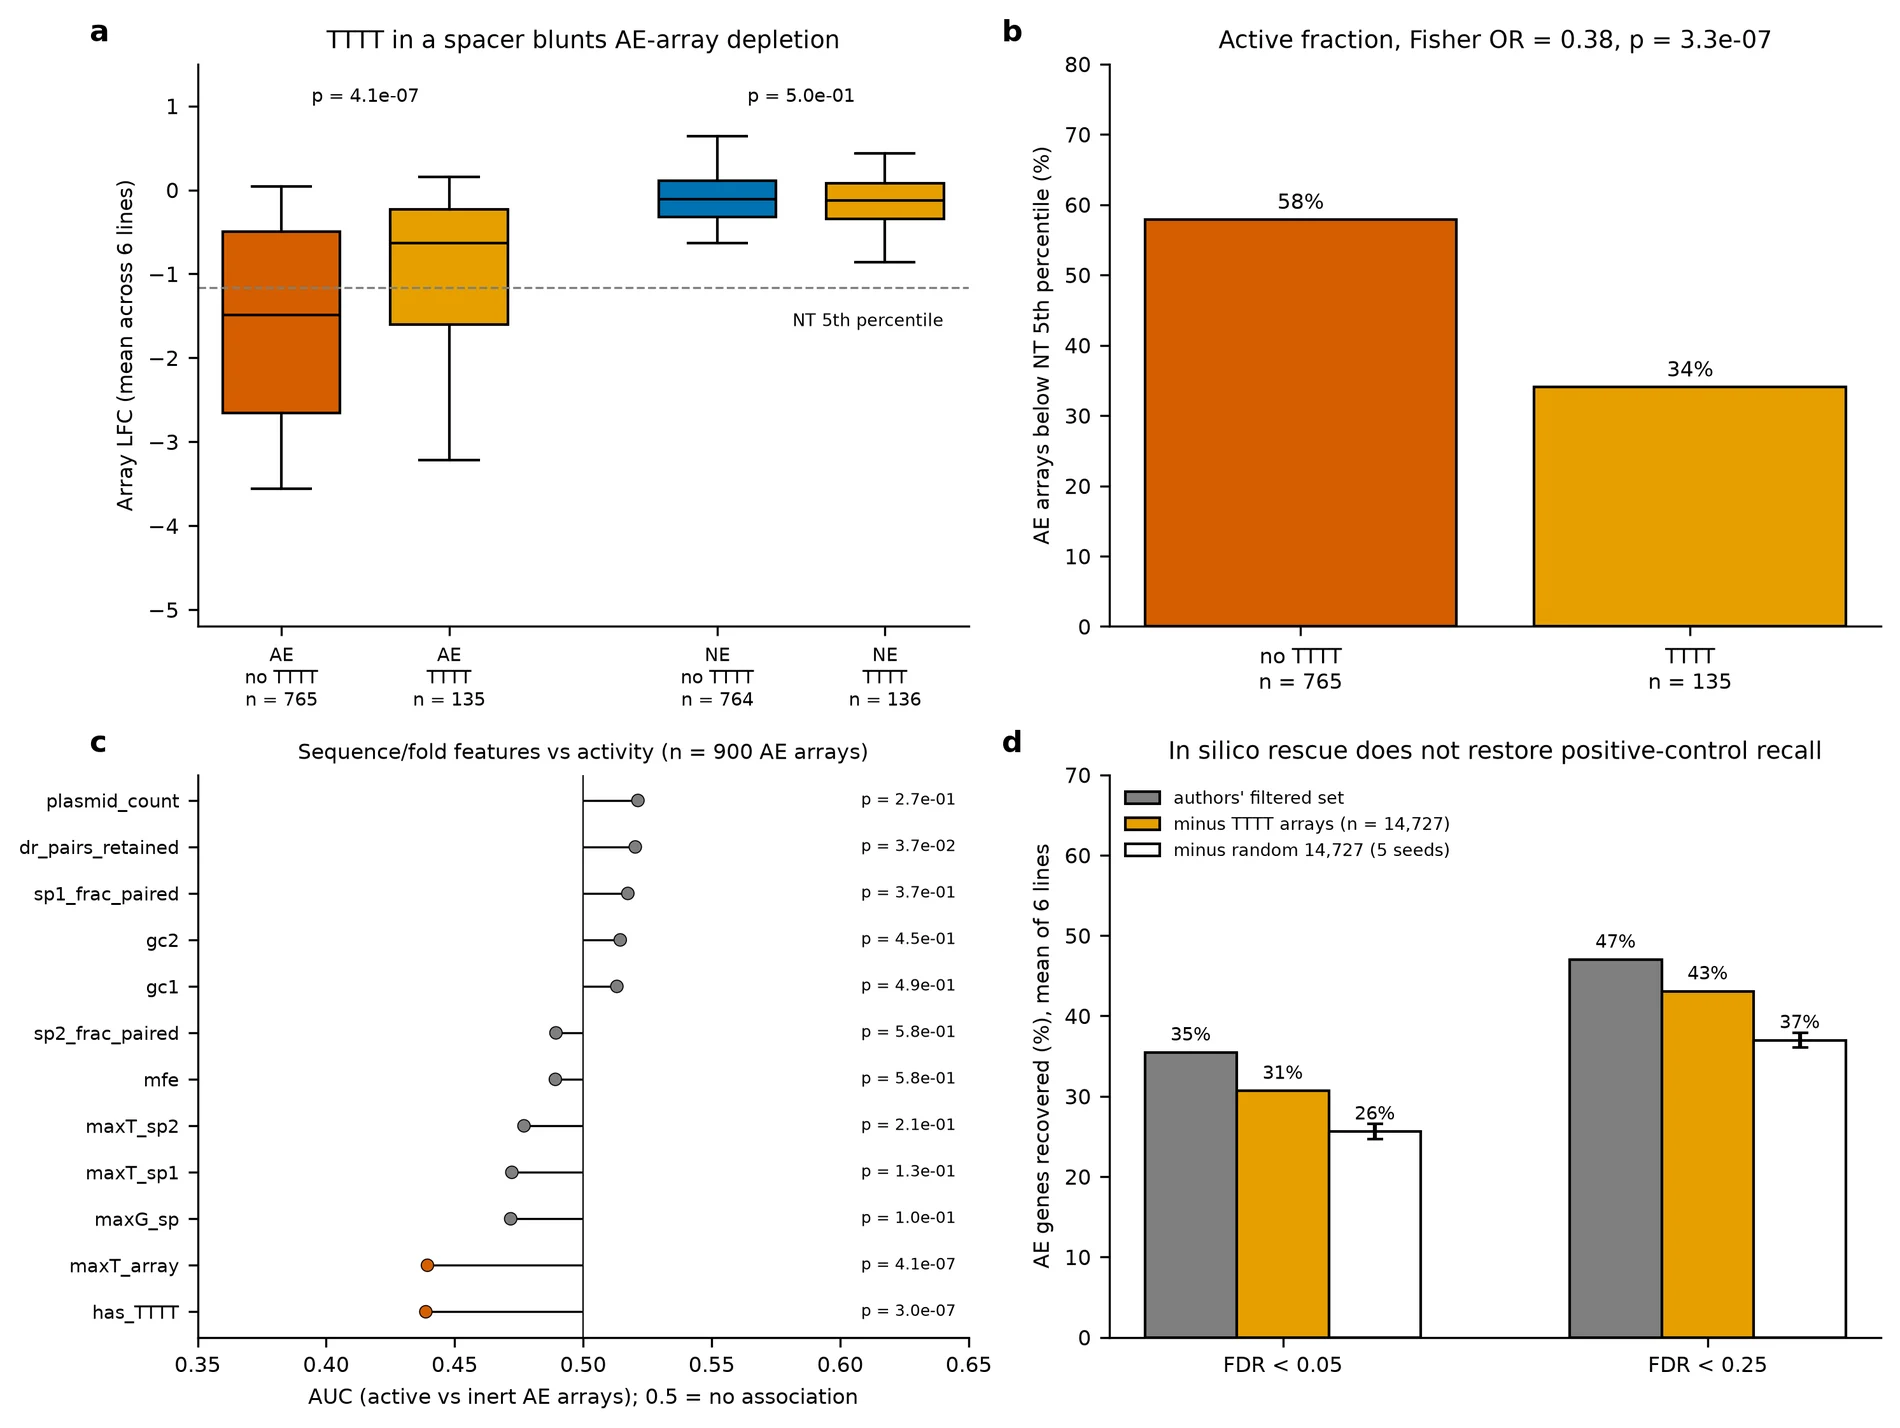 a
TTTT in a spacer blunts AE-array depletion
p = 4.1e-07
p = 5.0e-01
Array LFC (mean across 6 lines)
1
0
−1
−2
−3
−4
−5
NT 5th percentile
AE
no TTTT
n = 765
AE
TTTT
n = 135
NE
no TTTT
n = 764
NE
TTTT
n = 136
b
Active fraction, Fisher OR = 0.38, p = 3.3e-07
AE arrays below NT 5th percentile (%)
80
70
60
50
40
30
20
10
0
58%
34%
no TTTT
n = 765
TTTT
n = 135
c
Sequence/fold features vs activity (n = 900 AE arrays)
plasmid_count
p = 2.7e-01
dr_pairs_retained
p = 3.7e-02
sp1_frac_paired
p = 3.7e-01
gc2
p = 4.5e-01
gc1
p = 4.9e-01
sp2_frac_paired
p = 5.8e-01
mfe
p = 5.8e-01
maxT_sp2
p = 2.1e-01
maxT_sp1
p = 1.3e-01
maxG_sp
p = 1.0e-01
maxT_array
p = 4.1e-07
has_TTTT
p = 3.0e-07
0.35
0.40
0.45
0.50
0.55
0.60
0.65
AUC (active vs inert AE arrays); 0.5 = no association
d
In silico rescue does not restore positive-control recall
AE genes recovered (%), mean of 6 lines
70
60
50
40
30
20
10
0
authors' filtered set
minus TTTT arrays (n = 14,727)
minus random 14,727 (5 seeds)
35%
31%
26%
47%
43%
37%
FDR < 0.05
FDR < 0.25